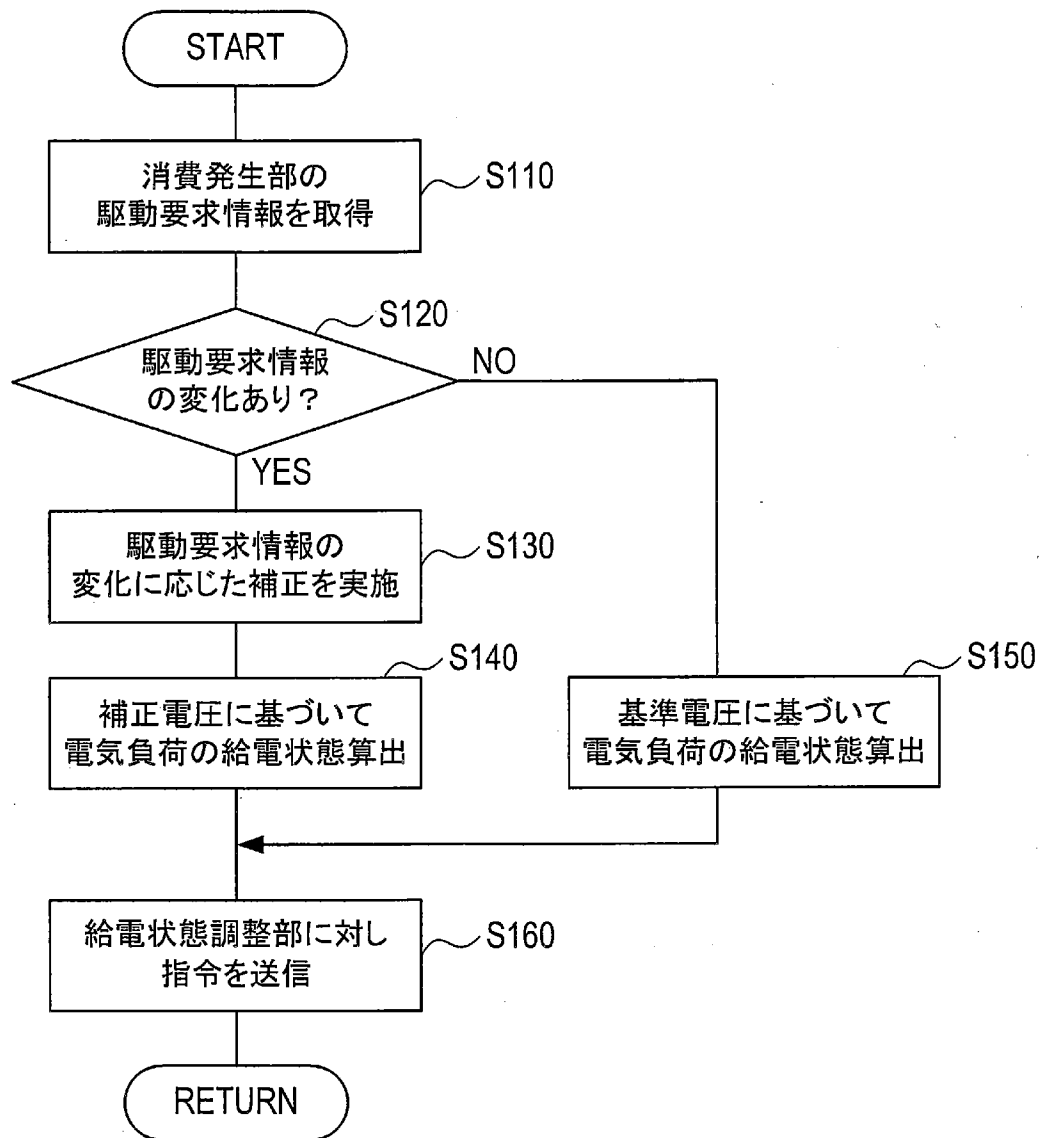 START
消費発生部の
駆動要求情報を取得
S110
S120
駆動要求情報
の変化あり？
NO
YES
駆動要求情報の
変化に応じた補正を実施
S130
S140
補正電圧に基づいて
電気負荷の給電状態算出
S150
基準電圧に基づいて
電気負荷の給電状態算出
給電状態調整部に対し
指令を送信
S160
RETURN